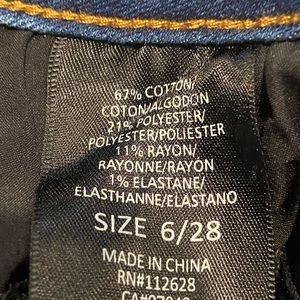 67% COTTON/
COTON/ALGODON
21% POLYESTER/
POLYESTER/POLIESTER
11% RAYON/
RAYONNE/RAYÓN
1% ELASTANE/
ELASTHANNE/ELASTANO
SIZE 6/28
MADE IN CHINA
RN#112628